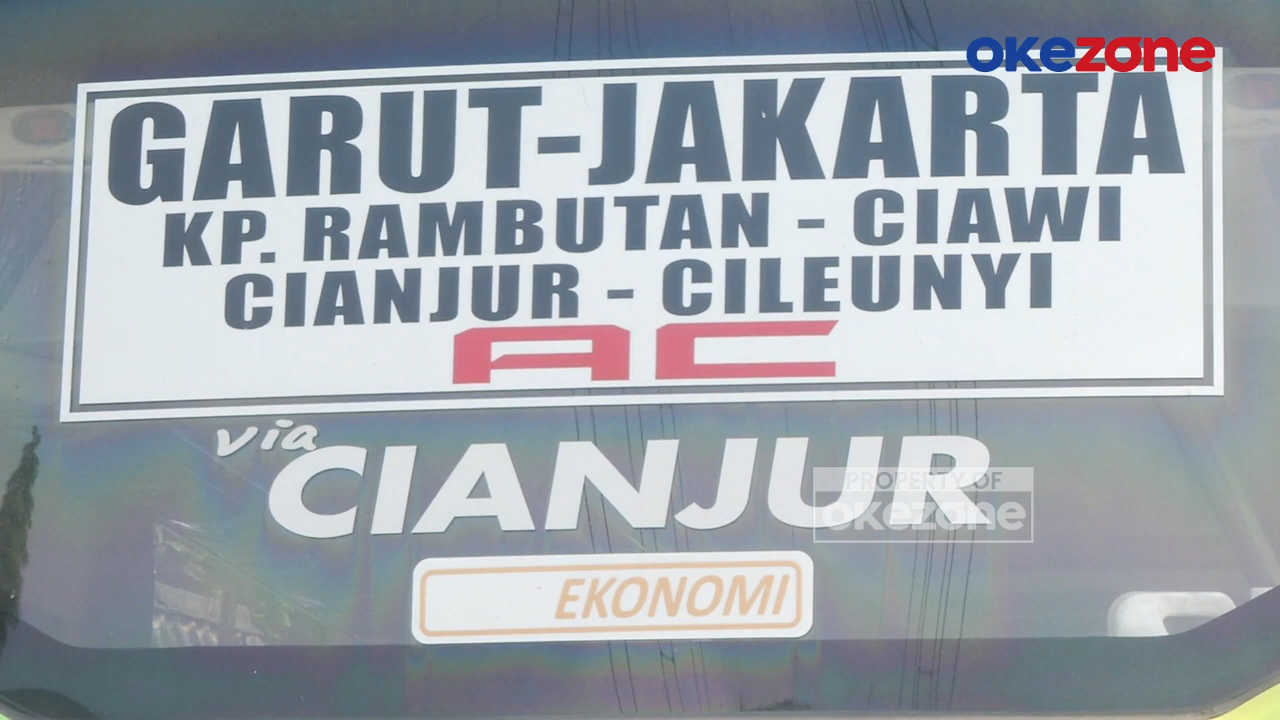 okezone
GARUT-JAKARTA
KP. RAMBUTAN - CIAWI
CIANJUR - CILEUNYI
AC
via
CIANJUR
PROPERTY OF
okezone
EKONOMI